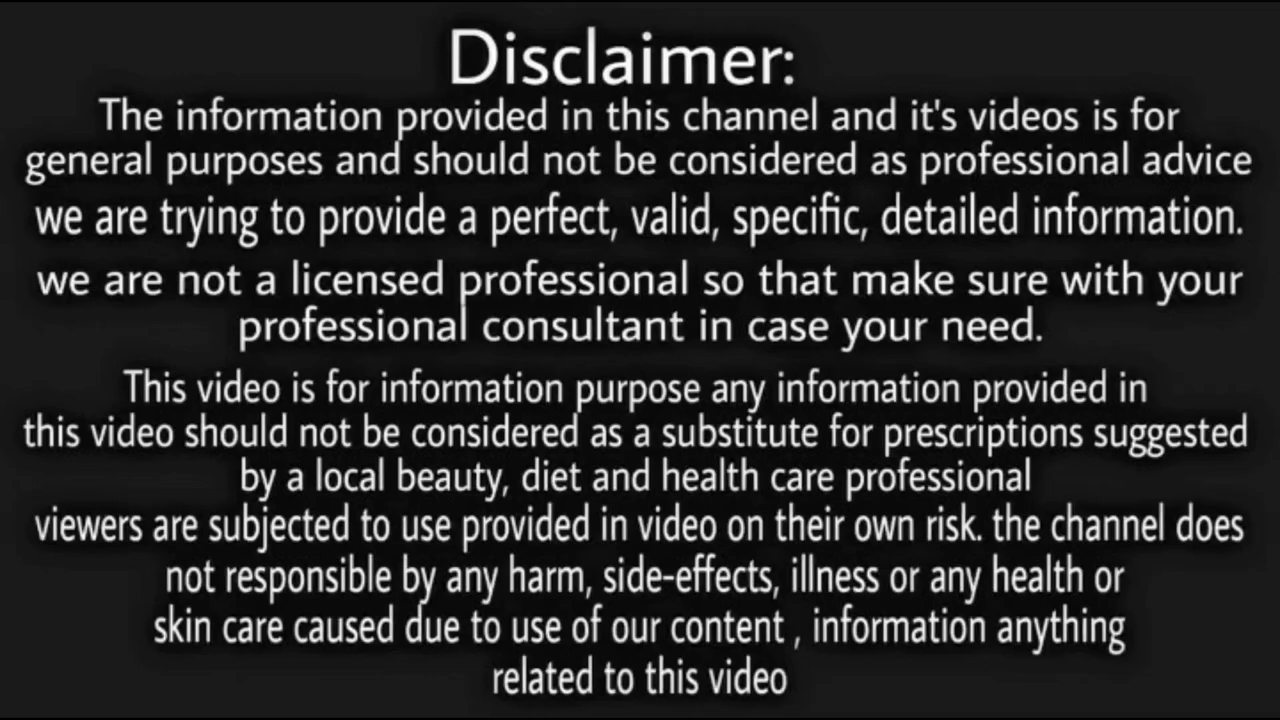 Disclaimer:
The information provided in this channel and it's videos is for
general purposes and should not be considered as professional advice
we are trying to provide a perfect, valid, specific, detailed information.
we are not a licensed professional so that make sure with your
professional consultant in case your need.
This video is for information purpose any information provided in
this video should not be considered as a substitute for prescriptions suggested
by a local beauty, diet and health care professional
viewers are subjected to use provided in video on their own risk. the channel does
not responsible by any harm, side-effects, illness or any health or
skin care caused due to use of our content , information anything
related to this video